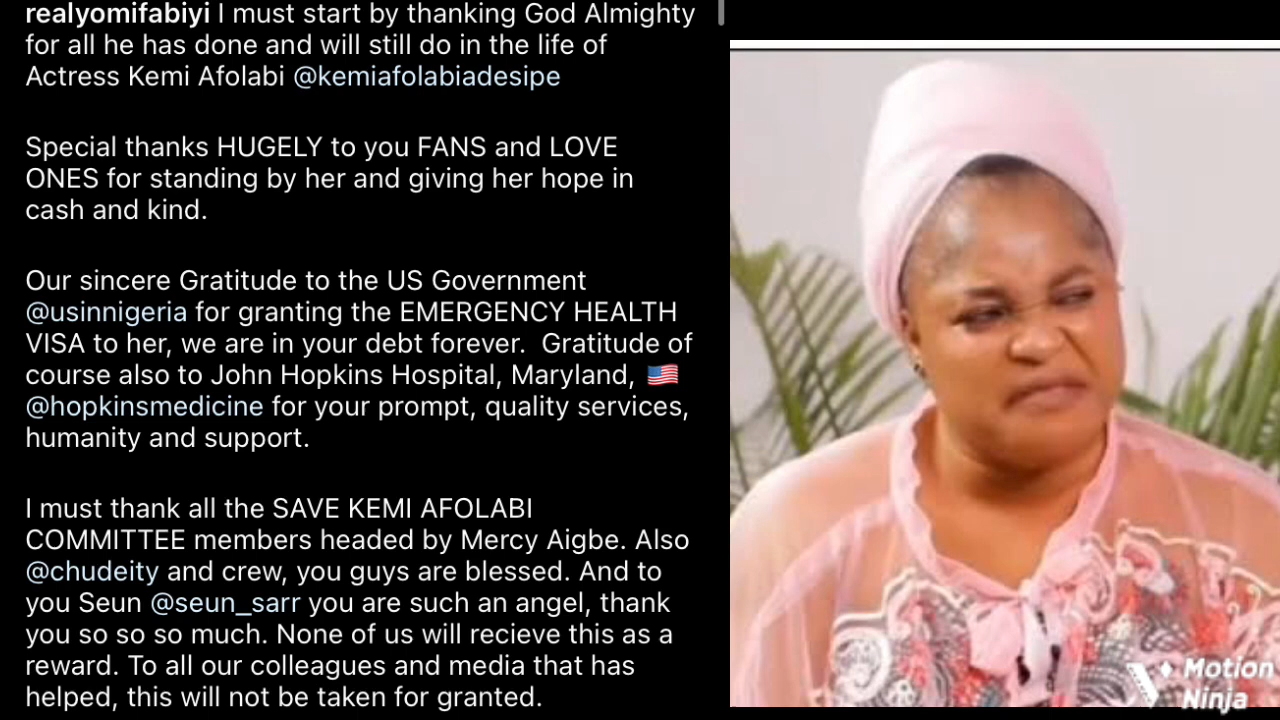 realyomifabiyi I must start by thanking God Almighty
for all he has done and will still do in the life of
Actress Kemi Afolabi @kemiafolabiadesipe
Special thanks HUGELY to you FANS and LOVE
ONES for standing by her and giving her hope in
cash and kind.
Our sincere Gratitude to the US Government
@usinnigeria for granting the EMERGENCY HEALTH
VISA to her, we are in your debt forever.  Gratitude of
course also to John Hopkins Hospital, Maryland, 🇺🇸
@hopkinsmedicine for your prompt, quality services,
humanity and support.
I must thank all the SAVE KEMI AFOLABI
COMMITTEE members headed by Mercy Aigbe. Also
@chudeity and crew, you guys are blessed. And to
you Seun @seun_sarr you are such an angel, thank
you so so so much. None of us will recieve this as a
reward. To all our colleagues and media that has
helped, this will not be taken for granted.
Motion
Ninja